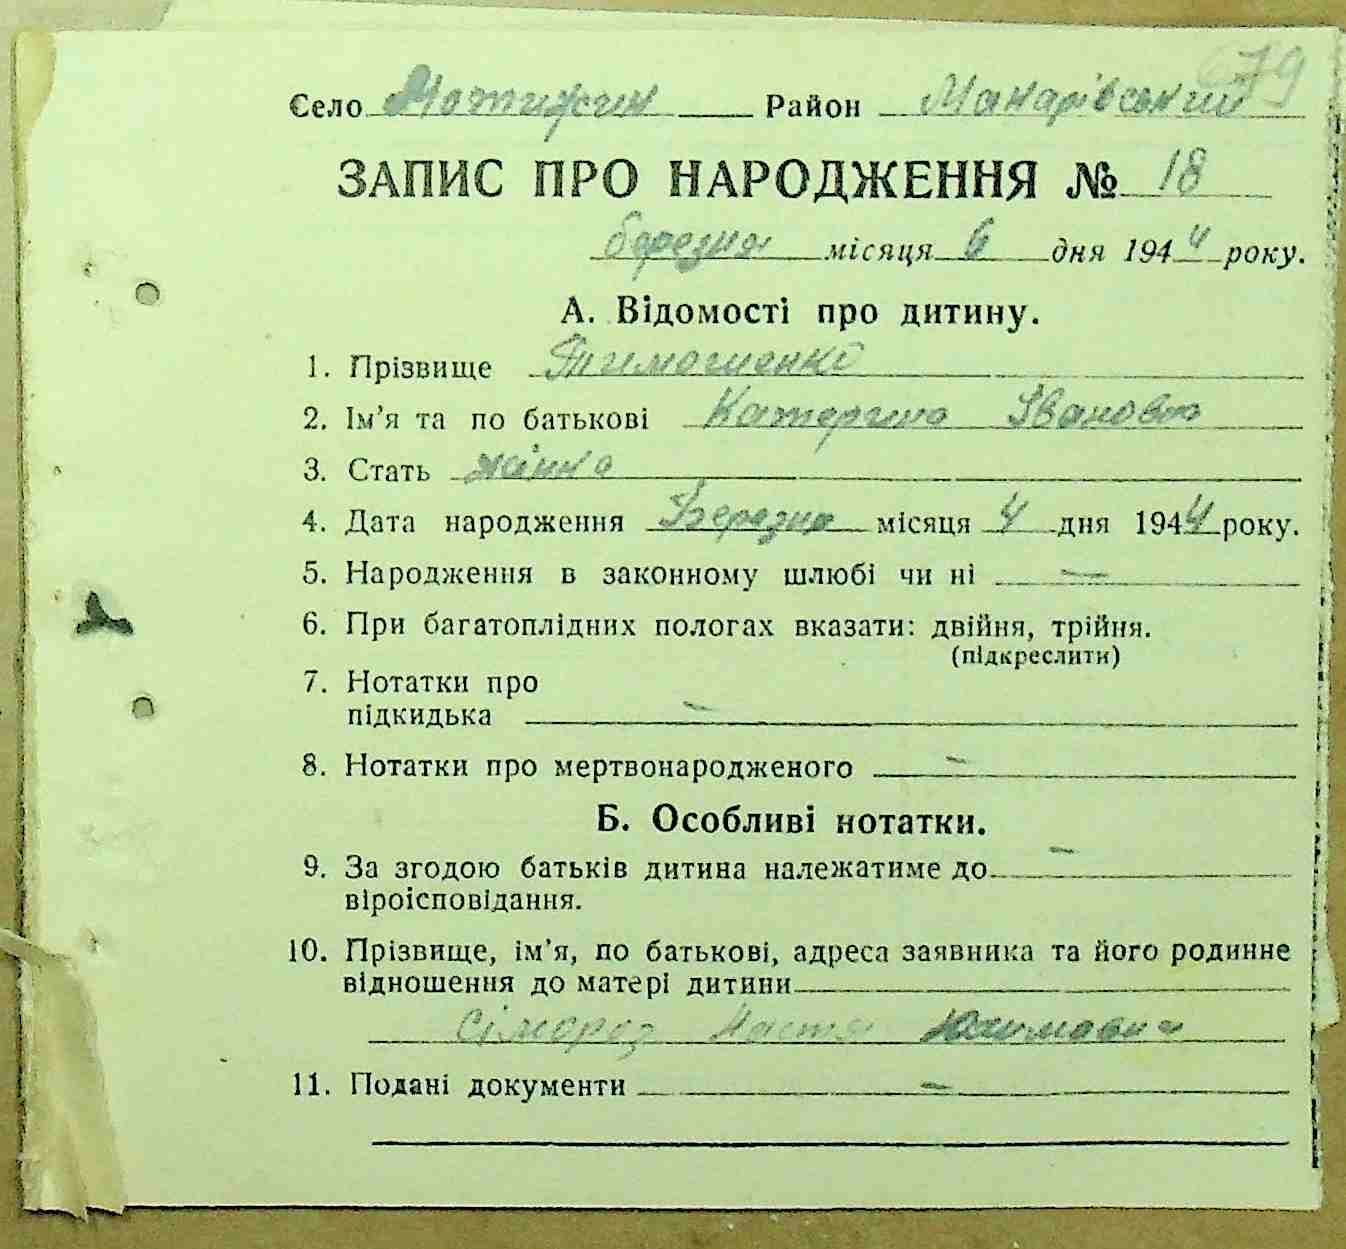 79
Село Мотижин Район Макарівський
ЗАПИС ПРО НАРОДЖЕННЯ № 18
березня місяця 6 дня 1944 року.
А. Відомості про дитину.
1. Прізвище Тимошенко
2. Ім'я та по батькові Катерина Івановна
3. Стать жінка
4. Дата народження Березня місяця 4 дня 1944 року.
5. Народження в законному шлюбі чи ні —
6. При багатоплідних пологах вказати: двійня, трійня.
(підкреслити)
7. Нотатки про
підкидька —
8. Нотатки про мертвонародженого —
Б. Особливі нотатки.
9. За згодою батьків дитина належатиме до —
віроісповідання.
10. Прізвище, ім'я, по батькові, адреса заявника та його родинне
відношення до матері дитини
Сімороз Настя
11. Подані документи —